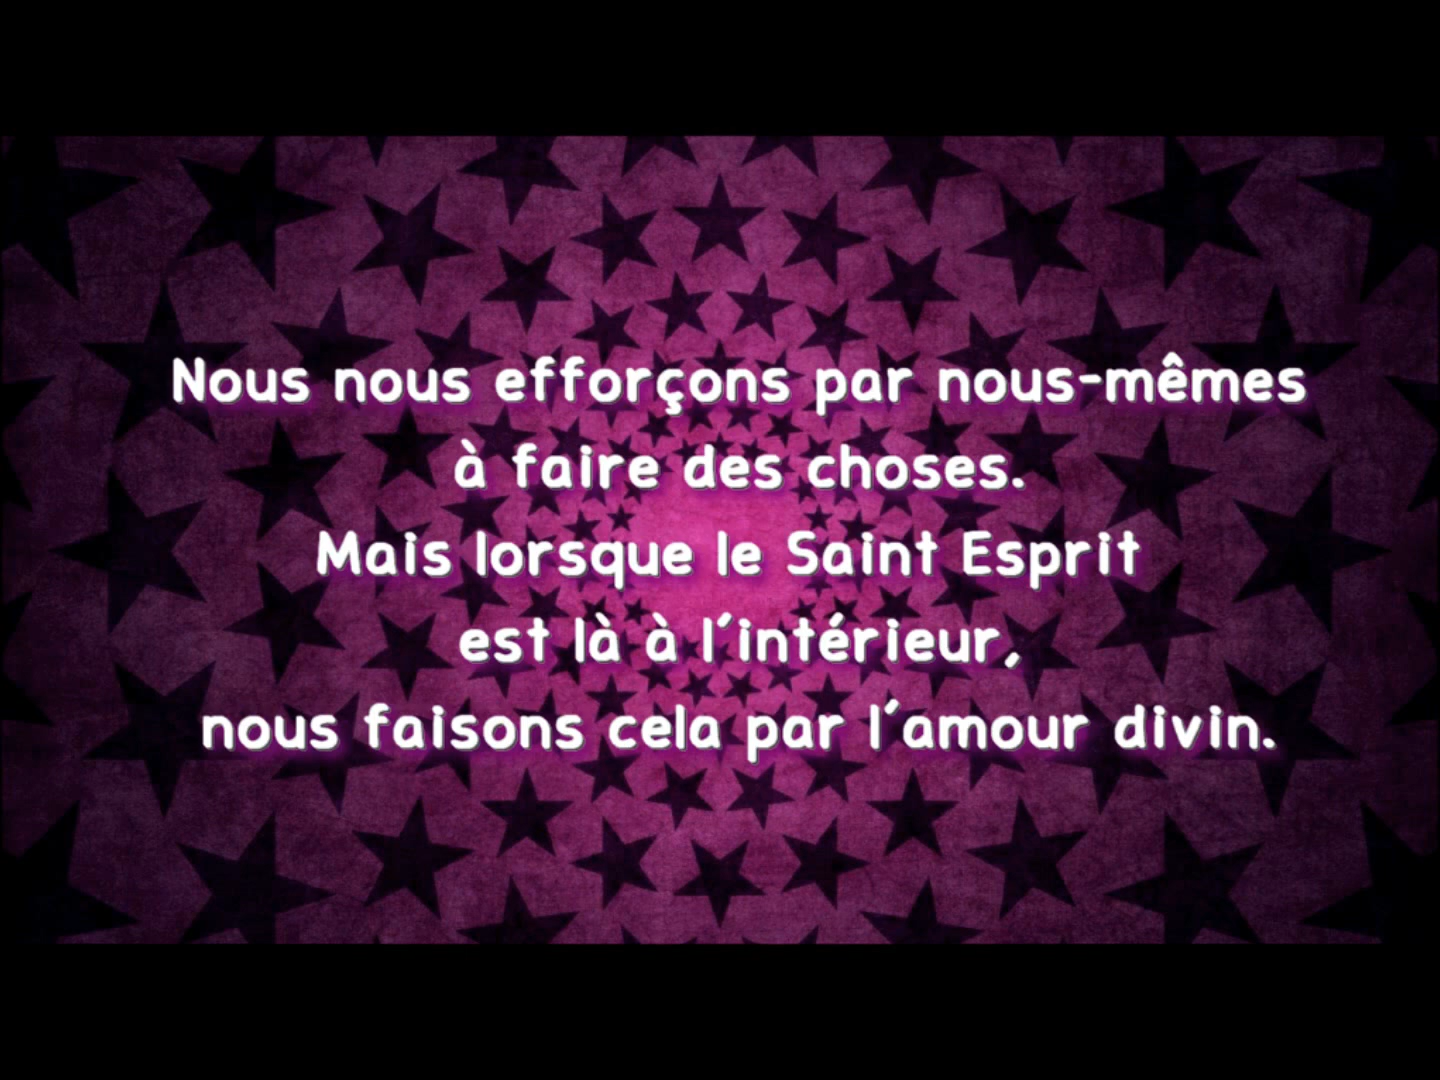 Nous nous efforçons par nous-mêmes
à faire des choses.
Mais lorsque le Saint Esprit
est là à l'intérieur,
nous faisons cela par l'amour divin.